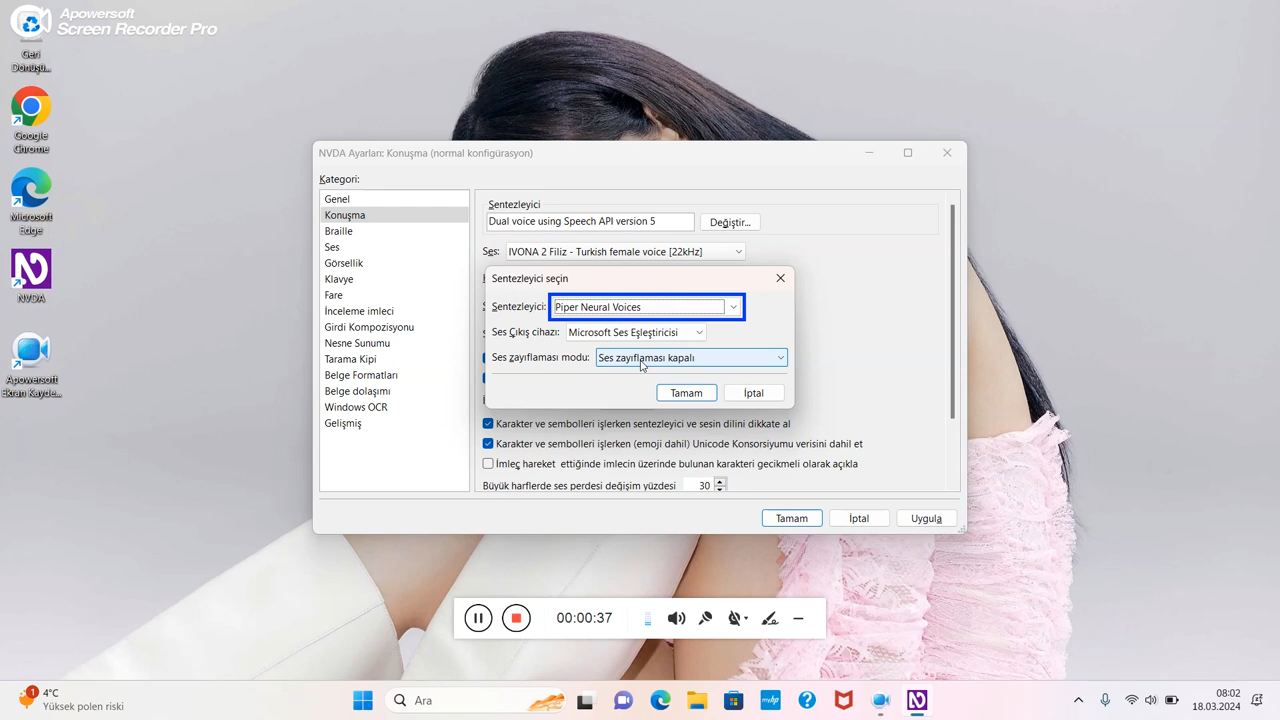 Apowersoft
Screen Recorder Pro
Geri
Dönüşü...
Google
Chrome
Microsoft
Edge
NVDA
Apowersoft
Ekran Kayde...
NVDA Ayarları: Konuşma (normal konfigürasyon)
Kategori:
Genel
Konuşma
Braille
Ses
Görsellik
Klavye
Fare
İnceleme imleci
Girdi Kompozisyonu
Nesne Sunumu
Tarama Kipi
Belge Formatları
Belge dolaşımı
Windows OCR
Gelişmiş
Sentezleyici
Dual voice using Speech API version 5
Değiştir...
Ses: IVONA 2 Filiz - Turkish female voice [22kHz]
Sentezleyici seçin
Sentezleyici: Piper Neural Voices
Ses Çıkış cihazı: Microsoft Ses Eşleştiricisi
Ses zayıflaması modu: Ses zayıflaması kapalı
Tamam İptal
Karakter ve sembolleri işlerken sentezleyici ve sesin dilini dikkate al
Karakter ve sembolleri işlerken (emoji dahil) Unicode Konsorsiyumu verisini dahil et
İmleç hareket ettiğinde imlecin üzerinde bulunan karakteri gecikmeli olarak açıkla
Büyük harflerde ses perdesi değişim yüzdesi 30
Tamam İptal Uygula
00:00:37
1
4°C
Yüksek polen riski
Ara
myhp
08:02
18.03.2024